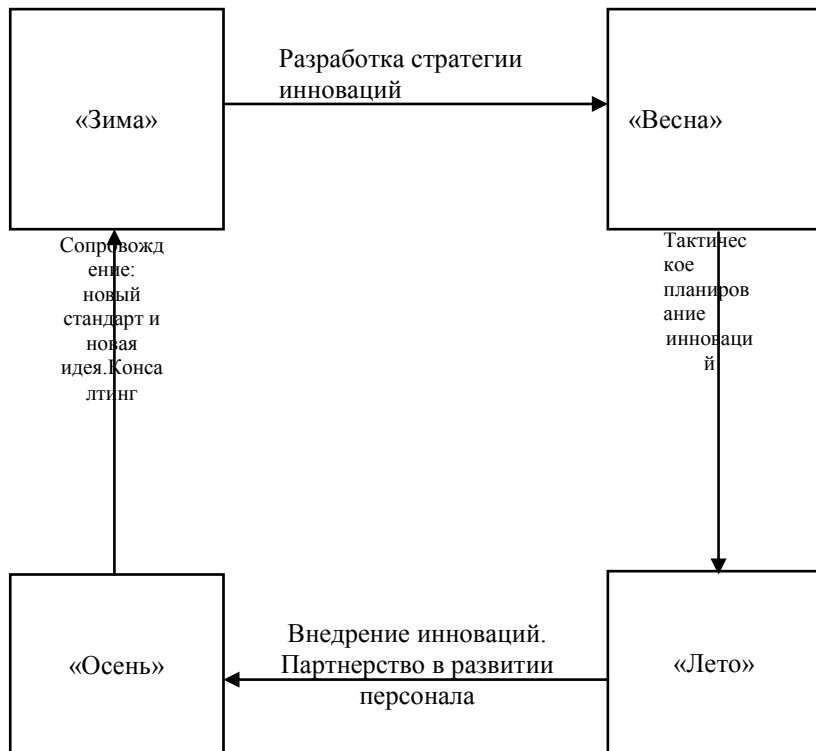 Разработка стратегии
инноваций
«Зима»
«Весна»
Сопровожд
ение:
новый
стандарт и
новая
идея.Конса
лтинг
Тактичес
кое
планиров
ание
инноваци
й
Внедрение инноваций.
Партнерство в развитии
персонала
«Осень»
«Лето»